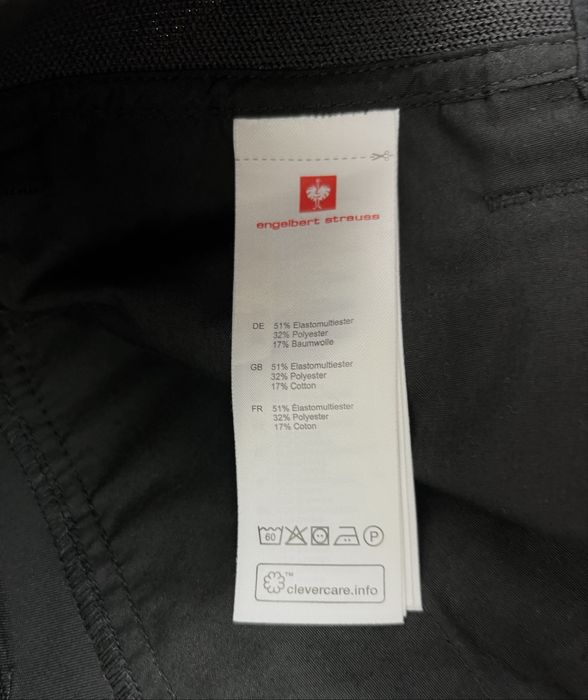 engelbert strauss
DE 51% Elastomultiester
32% Polyester
17% Baumwolle
GB 51% Elastomultiester
32% Polyester
17% Cotton
FR 51% Élastomultiester
32% Polyester
17% Coton
60 P
™ clevercare.info